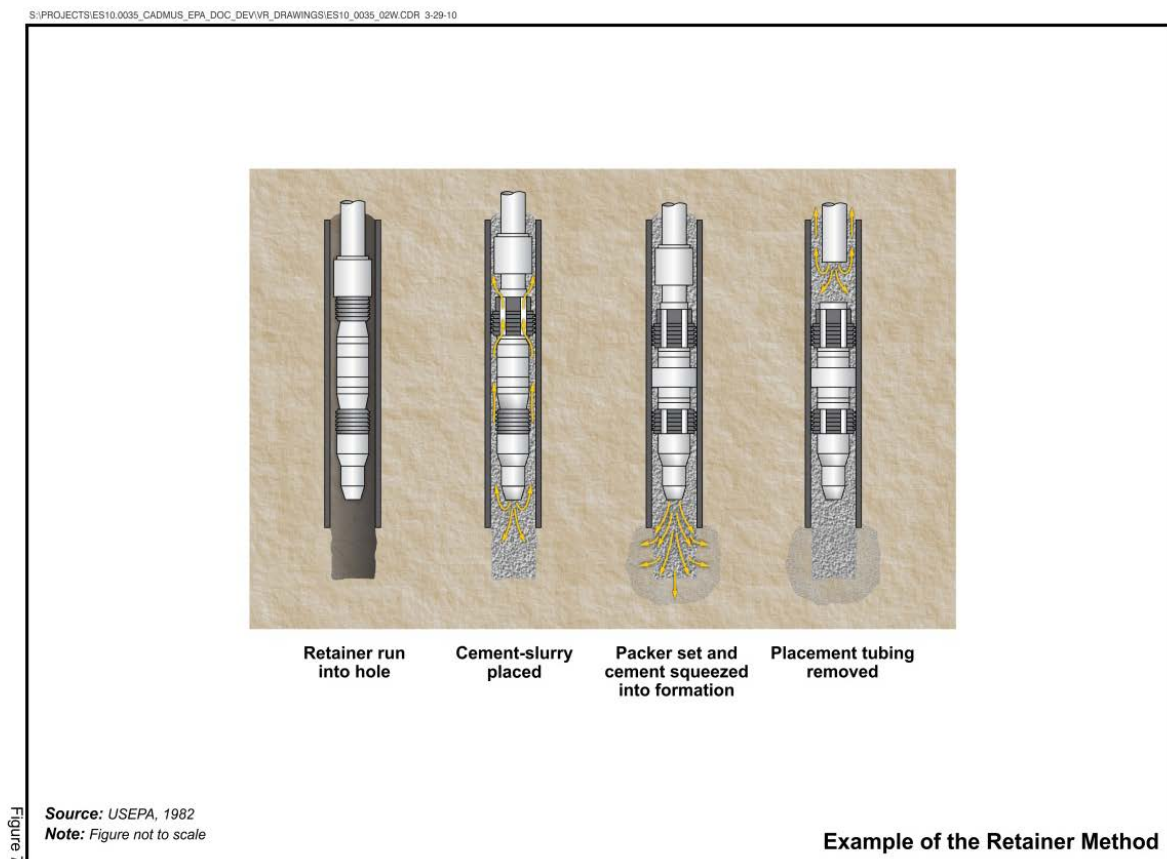 S:\PROJECTS\ES10.0035_CADMUS_EPA_DOC_DEV\VR_DRAWINGS\ES10_0035_02W.CDR 3-29-10
Retainer run
into hole
Cement-slurry
placed
Packer set and
cement squeezed
into formation
Placement tubing
removed
Source: USEPA, 1982
Note: Figure not to scale
Example of the Retainer Method
Figure